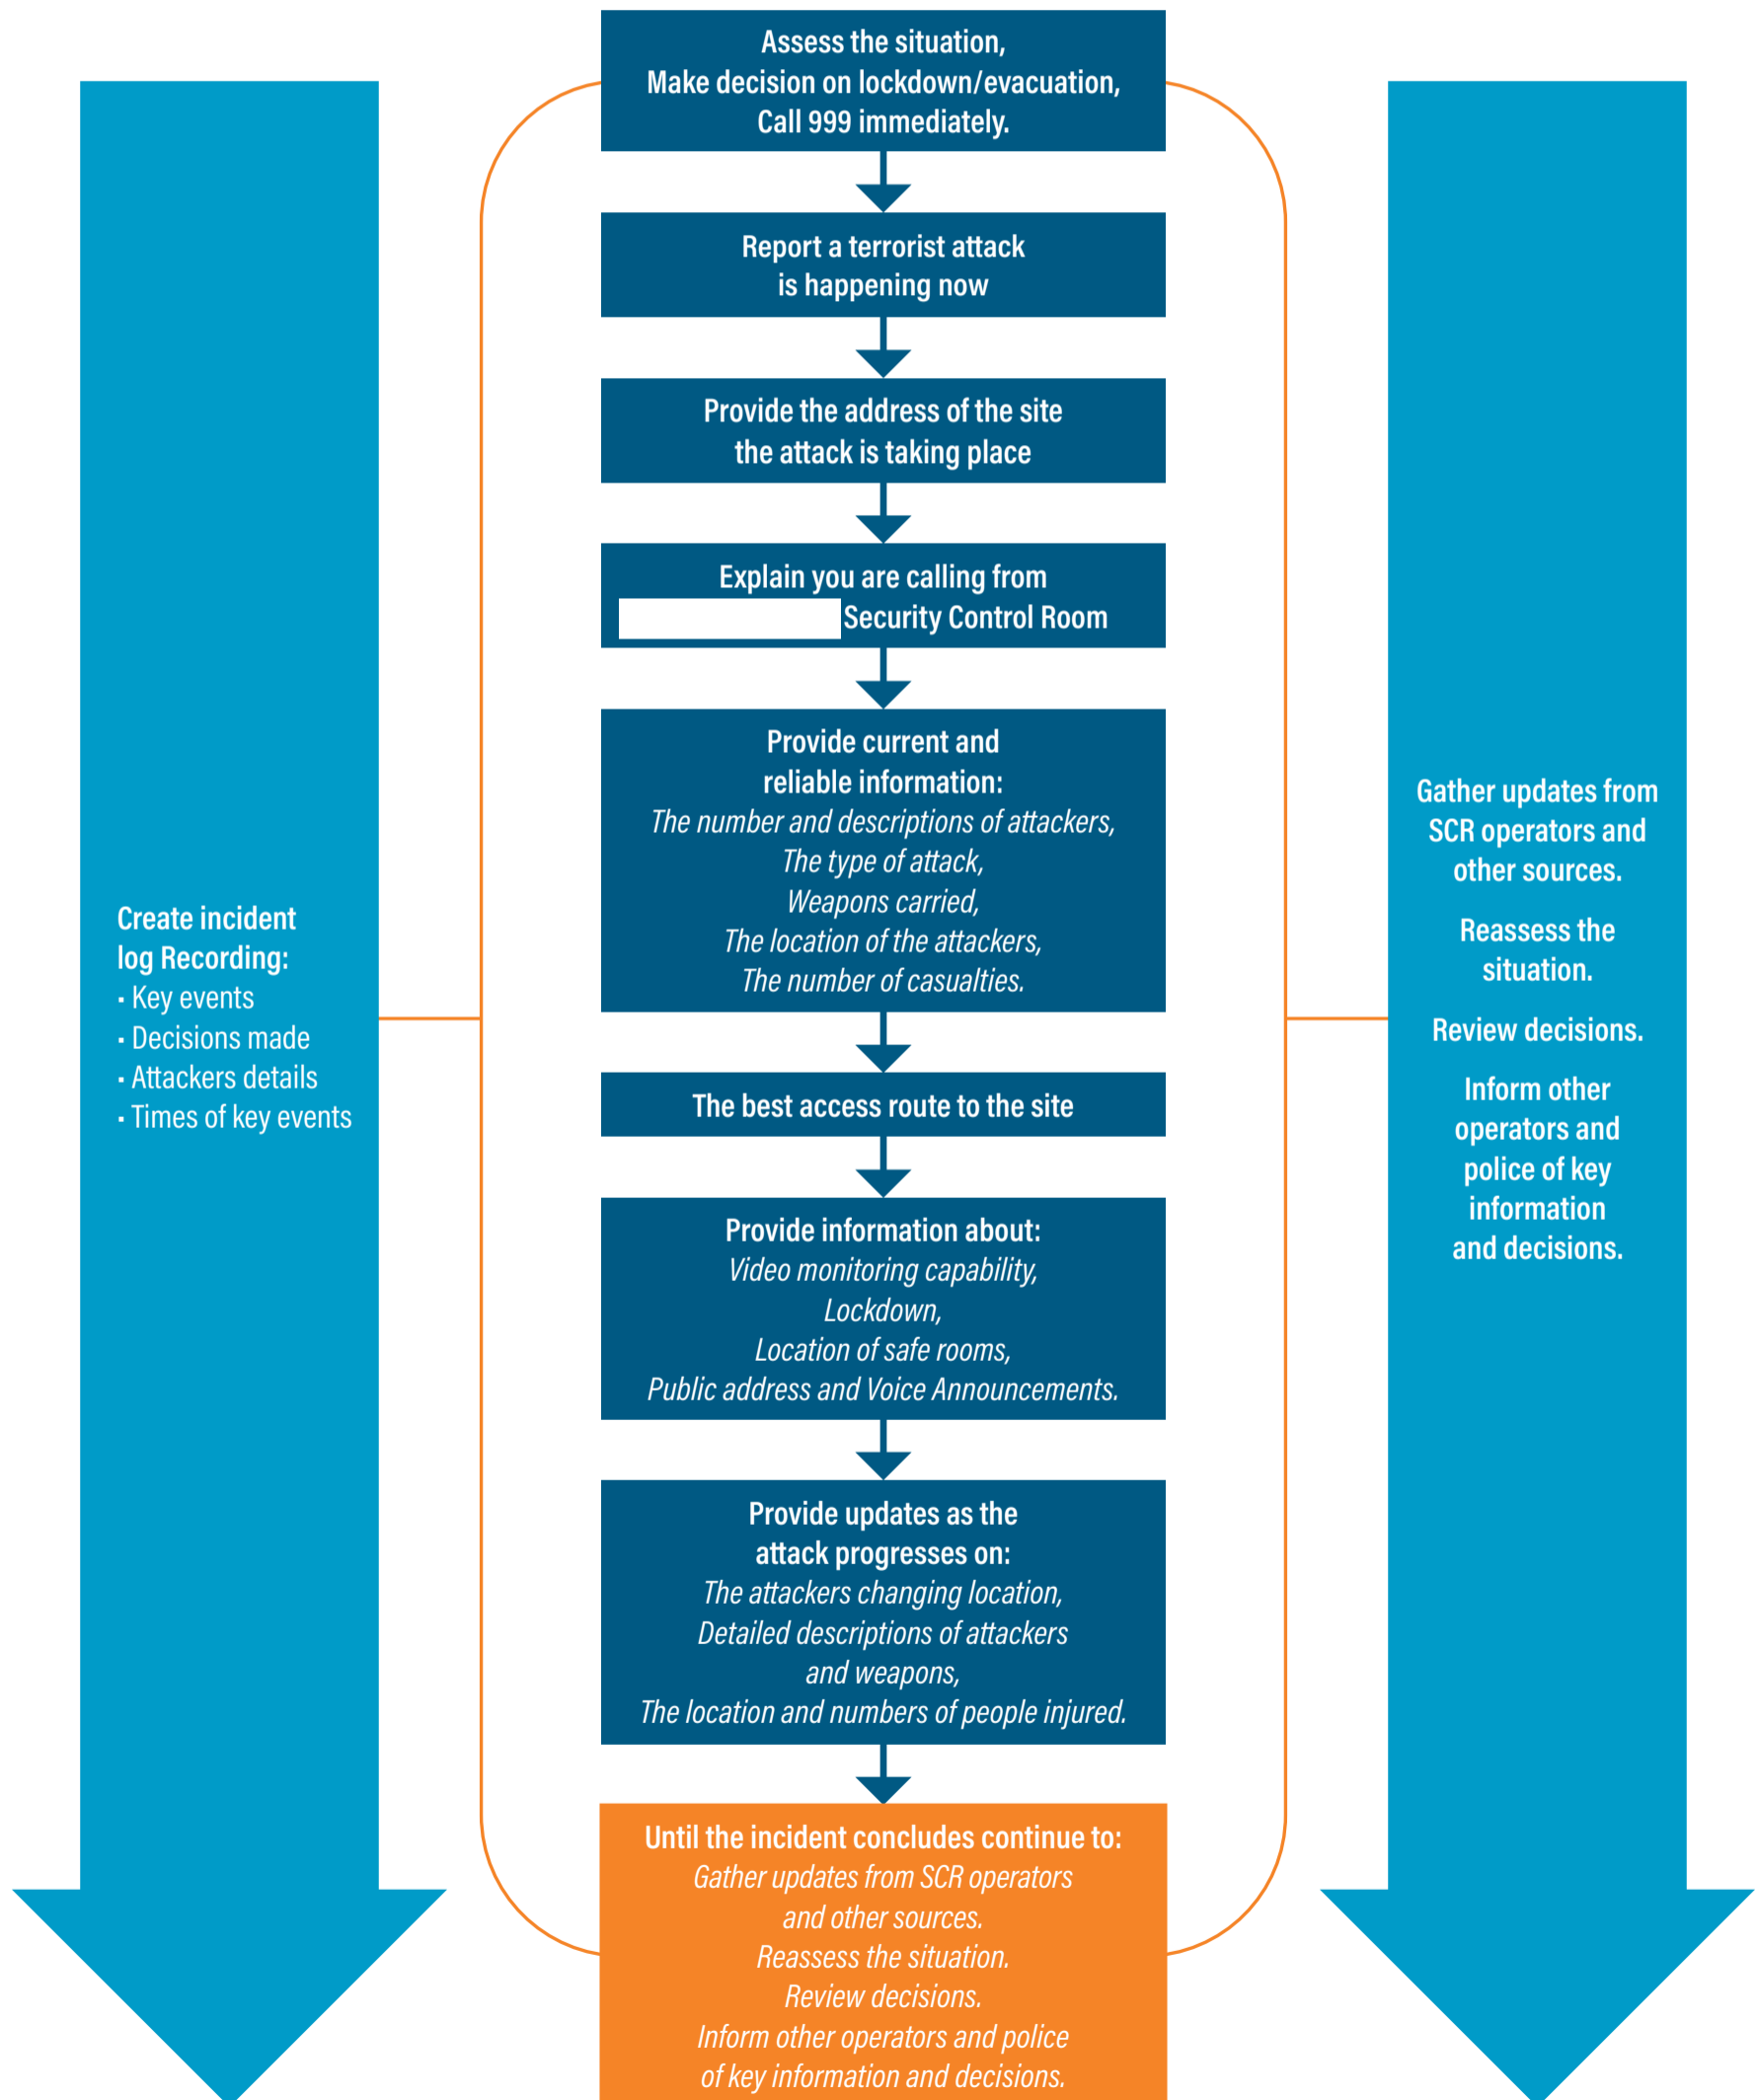 Assess the situation,
Make decision on lockdown/evacuation,
Call 999 immediately.
Report a terrorist attack
is happening now
Provide the address of the site
the attack is taking place
Explain you are calling from
Security Control Room
Provide current and
reliable information:
The number and descriptions of attackers,
The type of attack,
Weapons carried,
The location of the attackers,
The number of casualties.
The best access route to the site
Provide information about:
Video monitoring capability,
Lockdown,
Location of safe rooms,
Public address and Voice Announcements.
Provide updates as the
attack progresses on:
The attackers changing location,
Detailed descriptions of attackers
and weapons,
The location and numbers of people injured.
Until the incident concludes continue to:
Gather updates from SCR operators
and other sources.
Reassess the situation.
Review decisions.
Inform other operators and police
of key information and decisions.
Create incident
log Recording:
• Key events
• Decisions made
• Attackers details
• Times of key events
Gather updates from
SCR operators and
other sources.
Reassess the
situation.
Review decisions.
Inform other
operators and
police of key
information
and decisions.